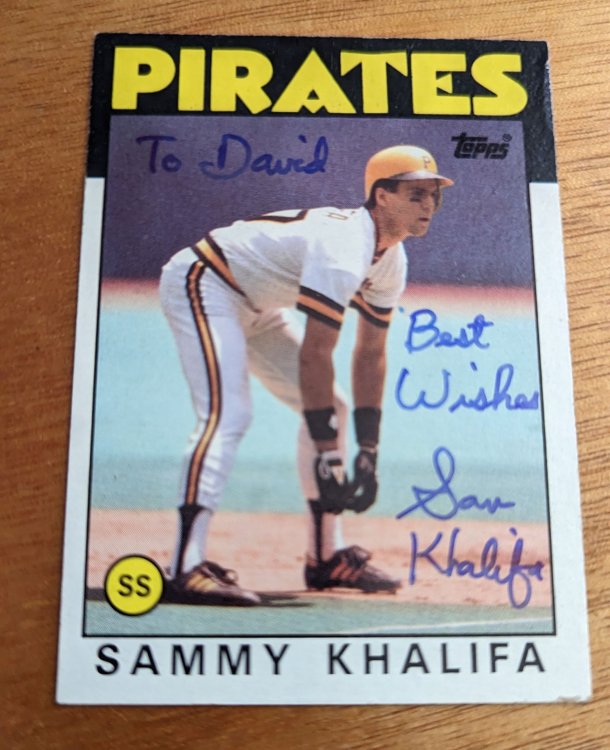 PIRATES
To David
topps®
P
Best
Wishes
Sam
Khalifa
SS
SAMMY KHALIFA